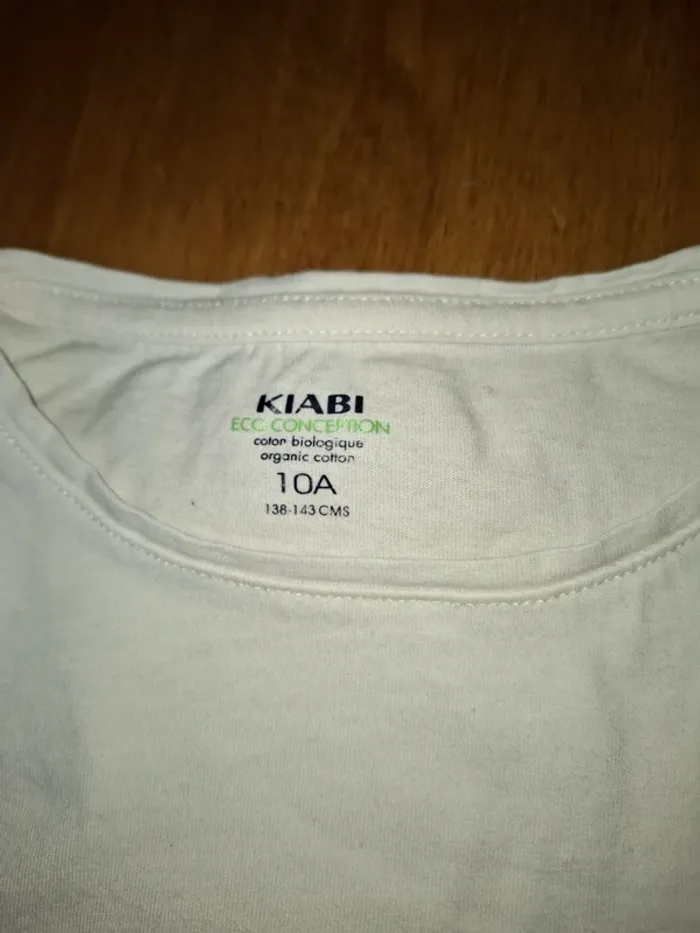 KIABI
ECO CONCEPTION
coton biologique
organic cotton
10A
138-143 CMS